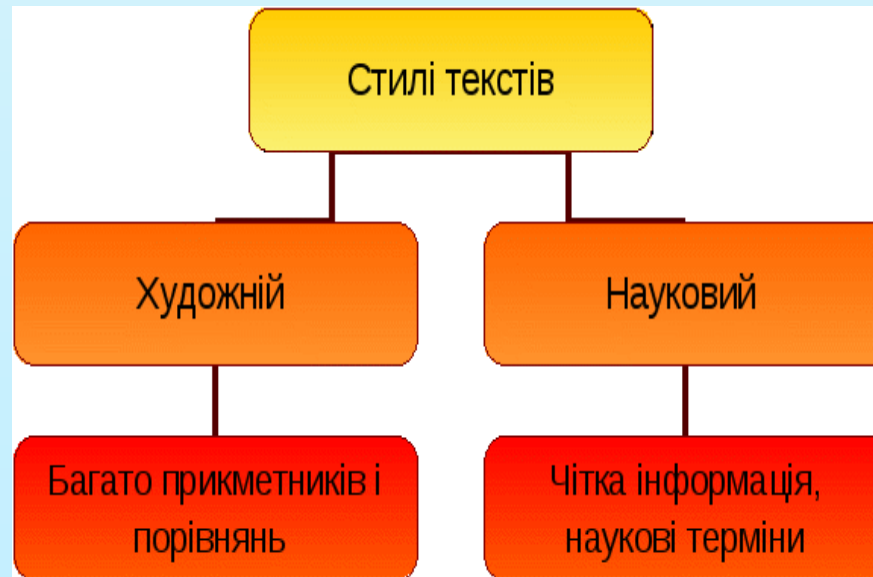 Стилі текстів
Художній
Науковий
Багато прикметників і
порівнянь
Чітка інформація,
наукові терміни